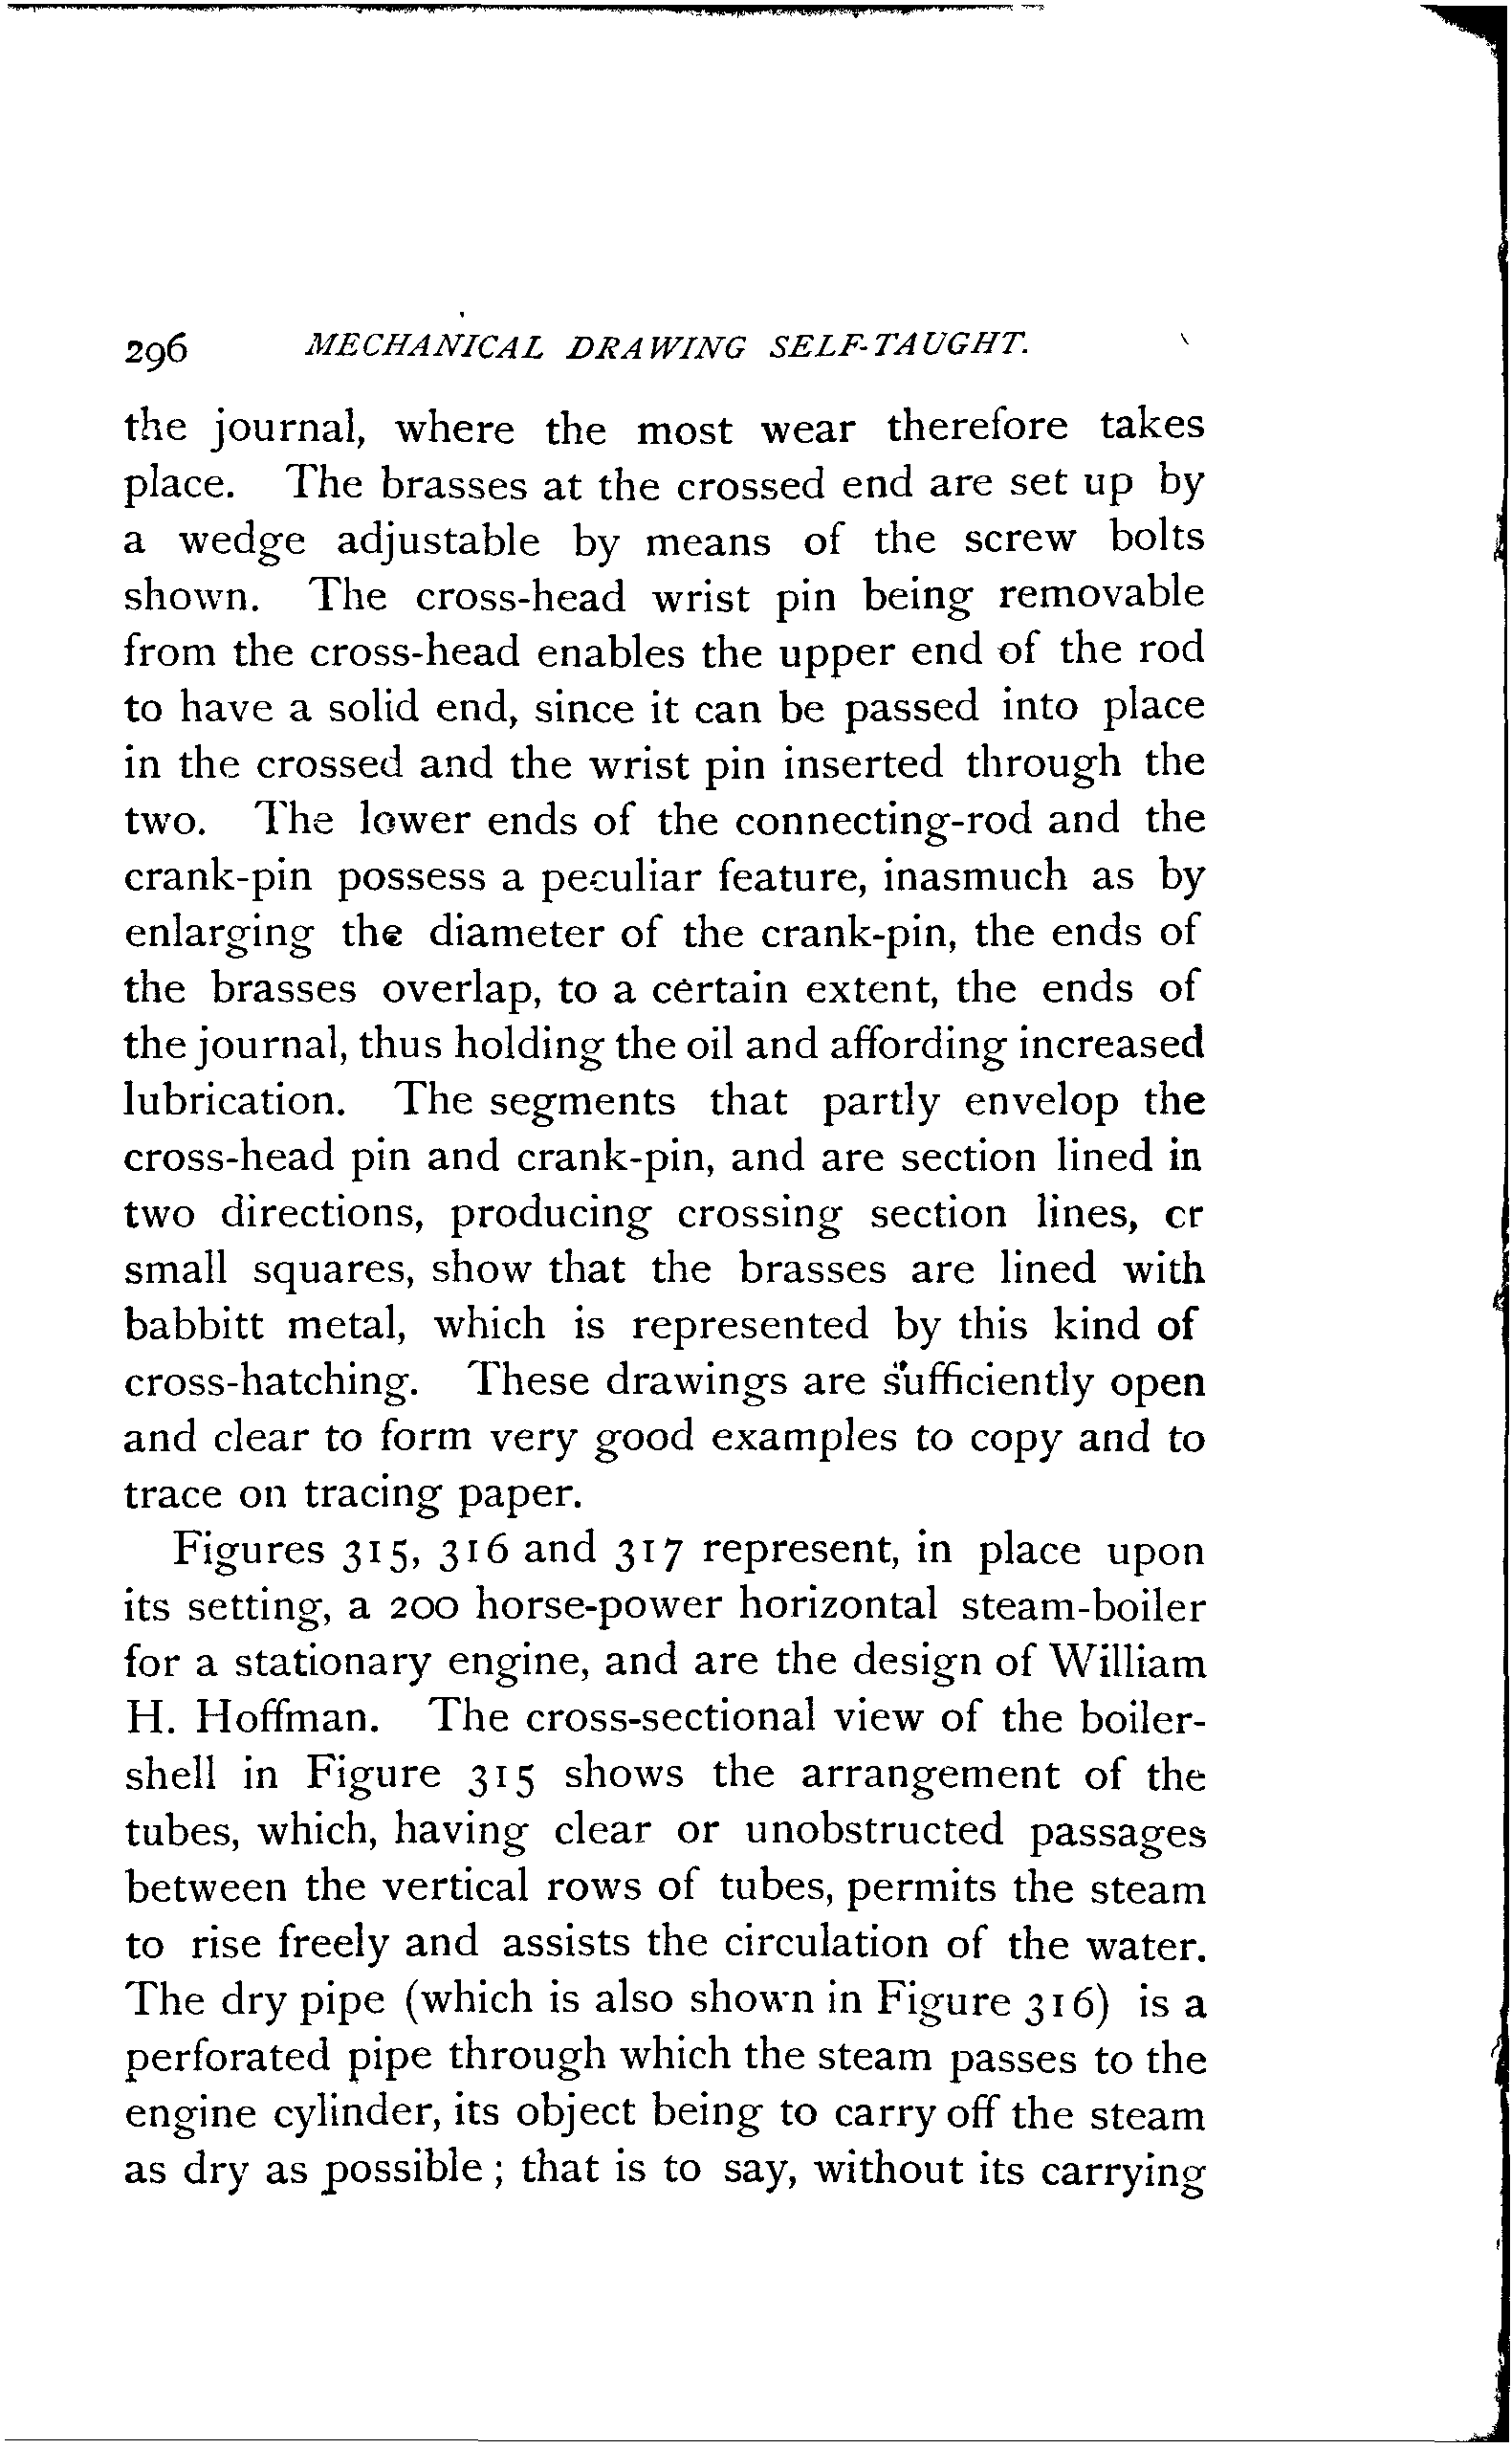 296 MECHANICAL DRAWING SELF-TAUGHT.
the journal, where the most wear therefore takes
place. The brasses at the crossed end are set up by
a wedge adjustable by means of the screw bolts
shown. The cross-head wrist pin being removable
from the cross-head enables the upper end of the rod
to have a solid end, since it can be passed into place
in the crossed and the wrist pin inserted through the
two. The lower ends of the connecting-rod and the
crank-pin possess a peculiar feature, inasmuch as by
enlarging the diameter of the crank-pin, the ends of
the brasses overlap, to a certain extent, the ends of
the journal, thus holding the oil and affording increased
lubrication. The segments that partly envelop the
cross-head pin and crank-pin, and are section lined in
two directions, producing crossing section lines, or
small squares, show that the brasses are lined with
babbitt metal, which is represented by this kind of
cross-hatching. These drawings are sufficiently open
and clear to form very good examples to copy and to
trace on tracing paper.
Figures 315, 316 and 317 represent, in place upon
its setting, a 200 horse-power horizontal steam-boiler
for a stationary engine, and are the design of William
H. Hoffman. The cross-sectional view of the boiler-
shell in Figure 315 shows the arrangement of the
tubes, which, having clear or unobstructed passages
between the vertical rows of tubes, permits the steam
to rise freely and assists the circulation of the water.
The dry pipe (which is also shown in Figure 316) is a
perforated pipe through which the steam passes to the
engine cylinder, its object being to carry off the steam
as dry as possible; that is to say, without its carrying